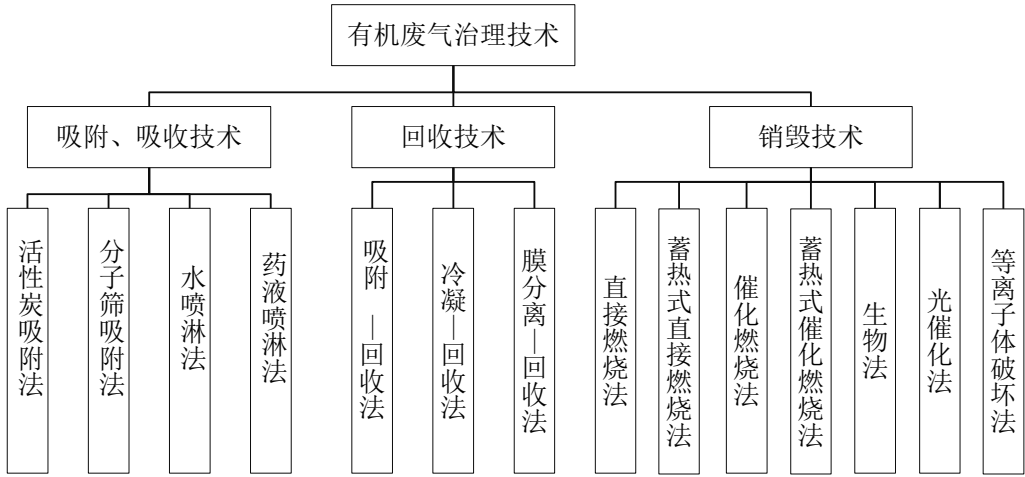 有机废气治理技术
吸附、吸收技术
回收技术
销毁技术
活性炭吸附法
分子筛吸附法
水喷淋法
药液喷淋法
吸附 —回收法
冷凝—回收法
膜分离—回收法
直接燃烧法
蓄热式直接燃烧法
催化燃烧法
蓄热式催化燃烧法
生物法
光催化法
等离子体破坏法